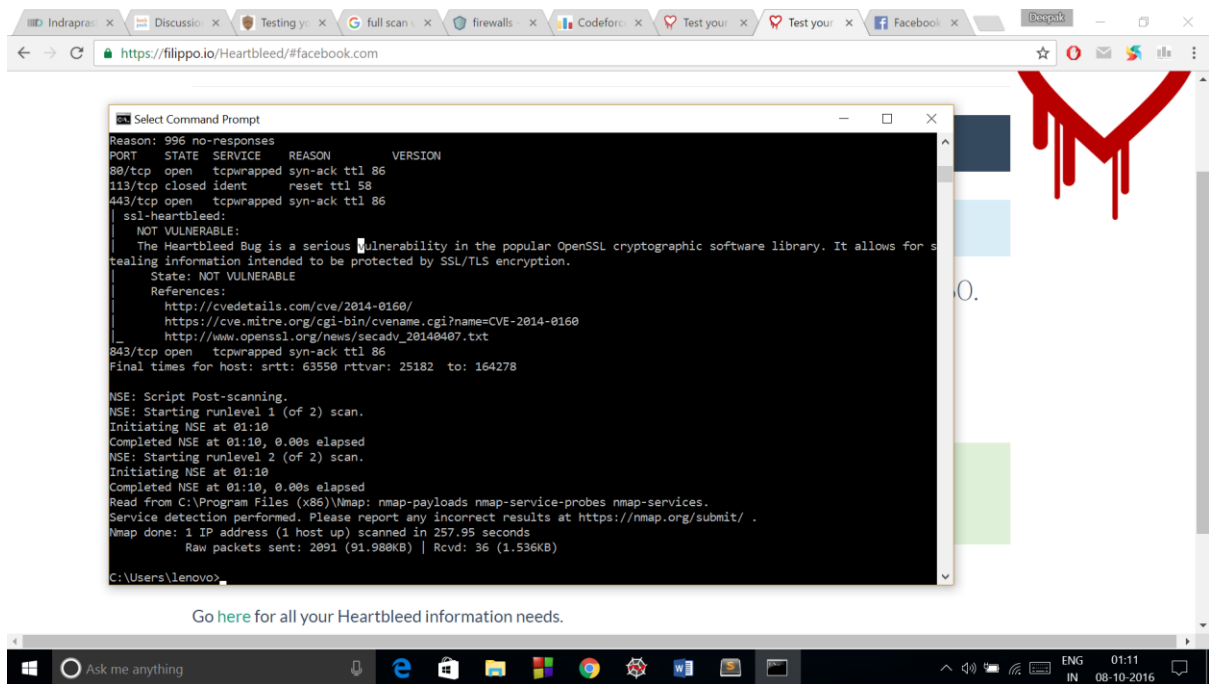 Indrapras
Discussio
Testing yo
full scan
firewalls -
Codeforc
Test your
Test your
Facebook
Deepak
https://filippo.io/Heartbleed/#facebook.com
Select Command Prompt
Reason: 996 no-responses
PORT STATE SERVICE REASON VERSION
80/tcp open tcpwrapped syn-ack ttl 86
113/tcp closed ident reset ttl 58
443/tcp open tcpwrapped syn-ack ttl 86
| ssl-heartbleed:
| NOT VULNERABLE:
| The Heartbleed Bug is a serious vulnerability in the popular OpenSSL cryptographic software library. It allows for s
tealing information intended to be protected by SSL/TLS encryption.
| State: NOT VULNERABLE
| References:
| http://cvedetails.com/cve/2014-0160/
| https://cve.mitre.org/cgi-bin/cvename.cgi?name=CVE-2014-0160
|_ http://www.openssl.org/news/secadv_20140407.txt
843/tcp open tcpwrapped syn-ack ttl 86
Final times for host: srtt: 63550 rttvar: 25182 to: 164278
NSE: Script Post-scanning.
NSE: Starting runlevel 1 (of 2) scan.
Initiating NSE at 01:10
Completed NSE at 01:10, 0.00s elapsed
NSE: Starting runlevel 2 (of 2) scan.
Initiating NSE at 01:10
Completed NSE at 01:10, 0.00s elapsed
Read from C:\Program Files (x86)\Nmap: nmap-payloads nmap-service-probes nmap-services.
Service detection performed. Please report any incorrect results at https://nmap.org/submit/ .
Nmap done: 1 IP address (1 host up) scanned in 257.95 seconds
Raw packets sent: 2091 (91.980KB) | Rcvd: 36 (1.536KB)
C:\Users\lenovo>_
0.
Go here for all your Heartbleed information needs.
Ask me anything
ENG
IN
01:11
08-10-2016